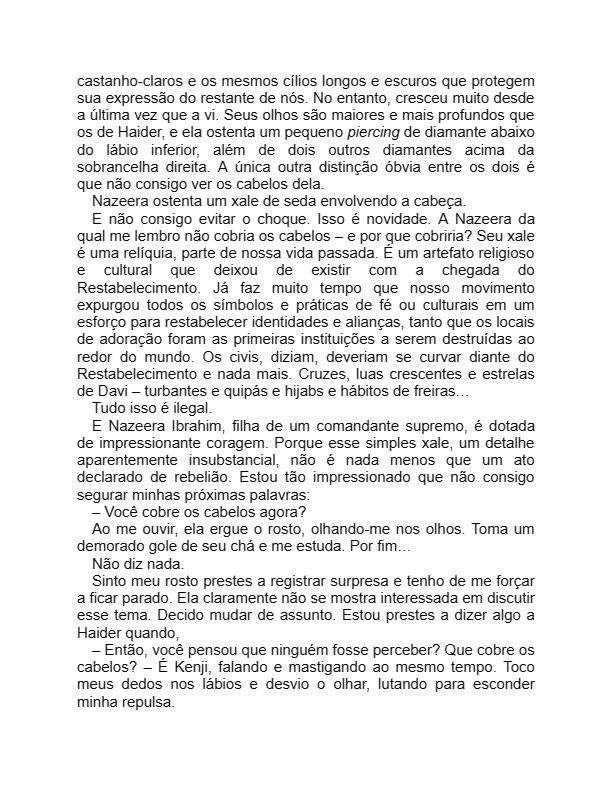 castanho-claros e os mesmos cílios longos e escuros que protegem
sua expressão do restante de nós. No entanto, cresceu muito desde
a última vez que a vi. Seus olhos são maiores e mais profundos que
os de Haider, e ela ostenta um pequeno piercing de diamante abaixo
do lábio inferior, além de dois outros diamantes acima da
sobrancelha direita. A única outra distinção óbvia entre os dois é
que não consigo ver os cabelos dela.
Nazeera ostenta um xale de seda envolvendo a cabeça.
E não consigo evitar o choque. Isso é novidade. A Nazeera da
qual me lembro não cobria os cabelos – e por que cobriria? Seu xale
é uma relíquia, parte de nossa vida passada. É um artefato religioso
e cultural que deixou de existir com a chegada do
Restabelecimento. Já faz muito tempo que nosso movimento
expurgou todos os símbolos e práticas de fé ou culturais em um
esforço para restabelecer identidades e alianças, tanto que os locais
de adoração foram as primeiras instituições a serem destruídas ao
redor do mundo. Os civis, diziam, deveriam se curvar diante do
Restabelecimento e nada mais. Cruzes, luas crescentes e estrelas
de Davi – turbantes e quipás e hijabs e hábitos de freiras…
Tudo isso é ilegal.
E Nazeera Ibrahim, filha de um comandante supremo, é dotada
de impressionante coragem. Porque esse simples xale, um detalhe
aparentemente insubstancial, não é nada menos que um ato
declarado de rebelião. Estou tão impressionado que não consigo
segurar minhas próximas palavras:
– Você cobre os cabelos agora?
Ao me ouvir, ela ergue o rosto, olhando-me nos olhos. Toma um
demorado gole de seu chá e me estuda. Por fim…
Não diz nada.
Sinto meu rosto prestes a registrar surpresa e tenho de me forçar
a ficar parado. Ela claramente não se mostra interessada em discutir
esse tema. Decido mudar de assunto. Estou prestes a dizer algo a
Haider quando,
– Então, você pensou que ninguém fosse perceber? Que cobre os
cabelos? – É Kenji, falando e mastigando ao mesmo tempo. Toco
meus dedos nos lábios e desvio o olhar, lutando para esconder
minha repulsa.